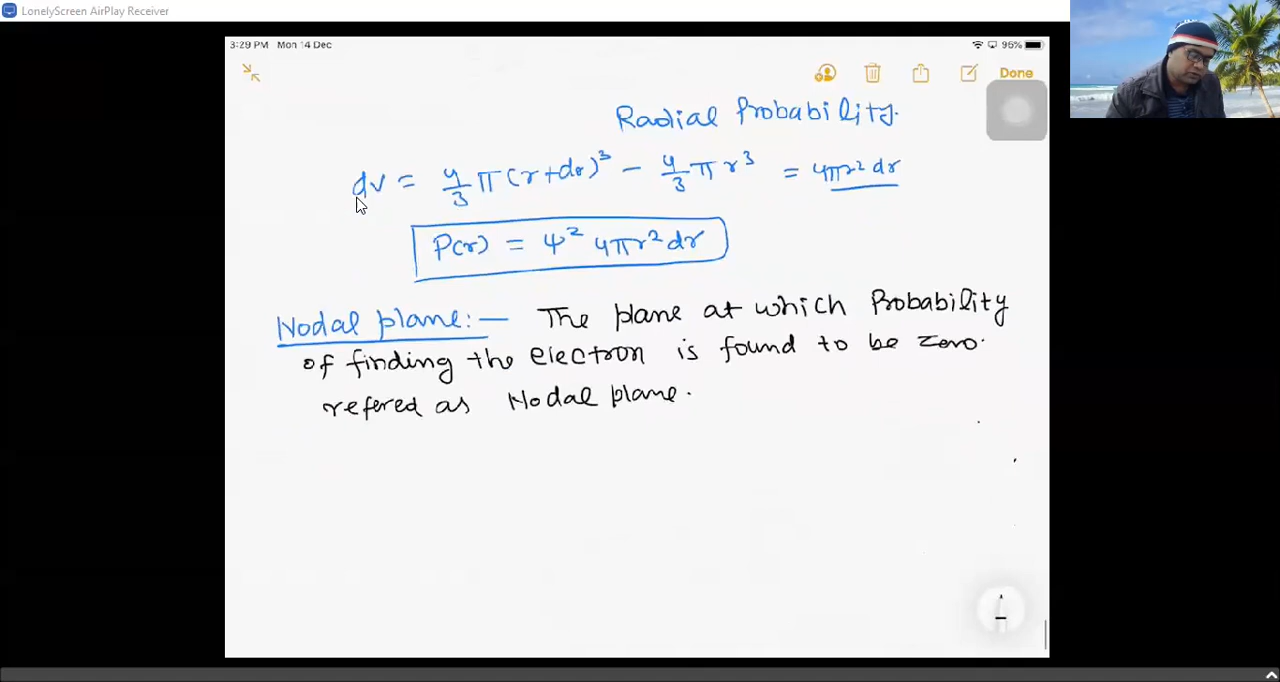 LonelyScreen AirPlay Receiver
3:29 PM Mon 14 Dec
96%
Done
Radial Probability.
dv = 4/3 π (r+dr)³ − 4/3 π r³ = 4πr² dr
P(r) = ψ² 4πr² dr
Nodal plane:— The plane at which Probability
of finding the electron is found to be zero.
refered as Nodal plane.